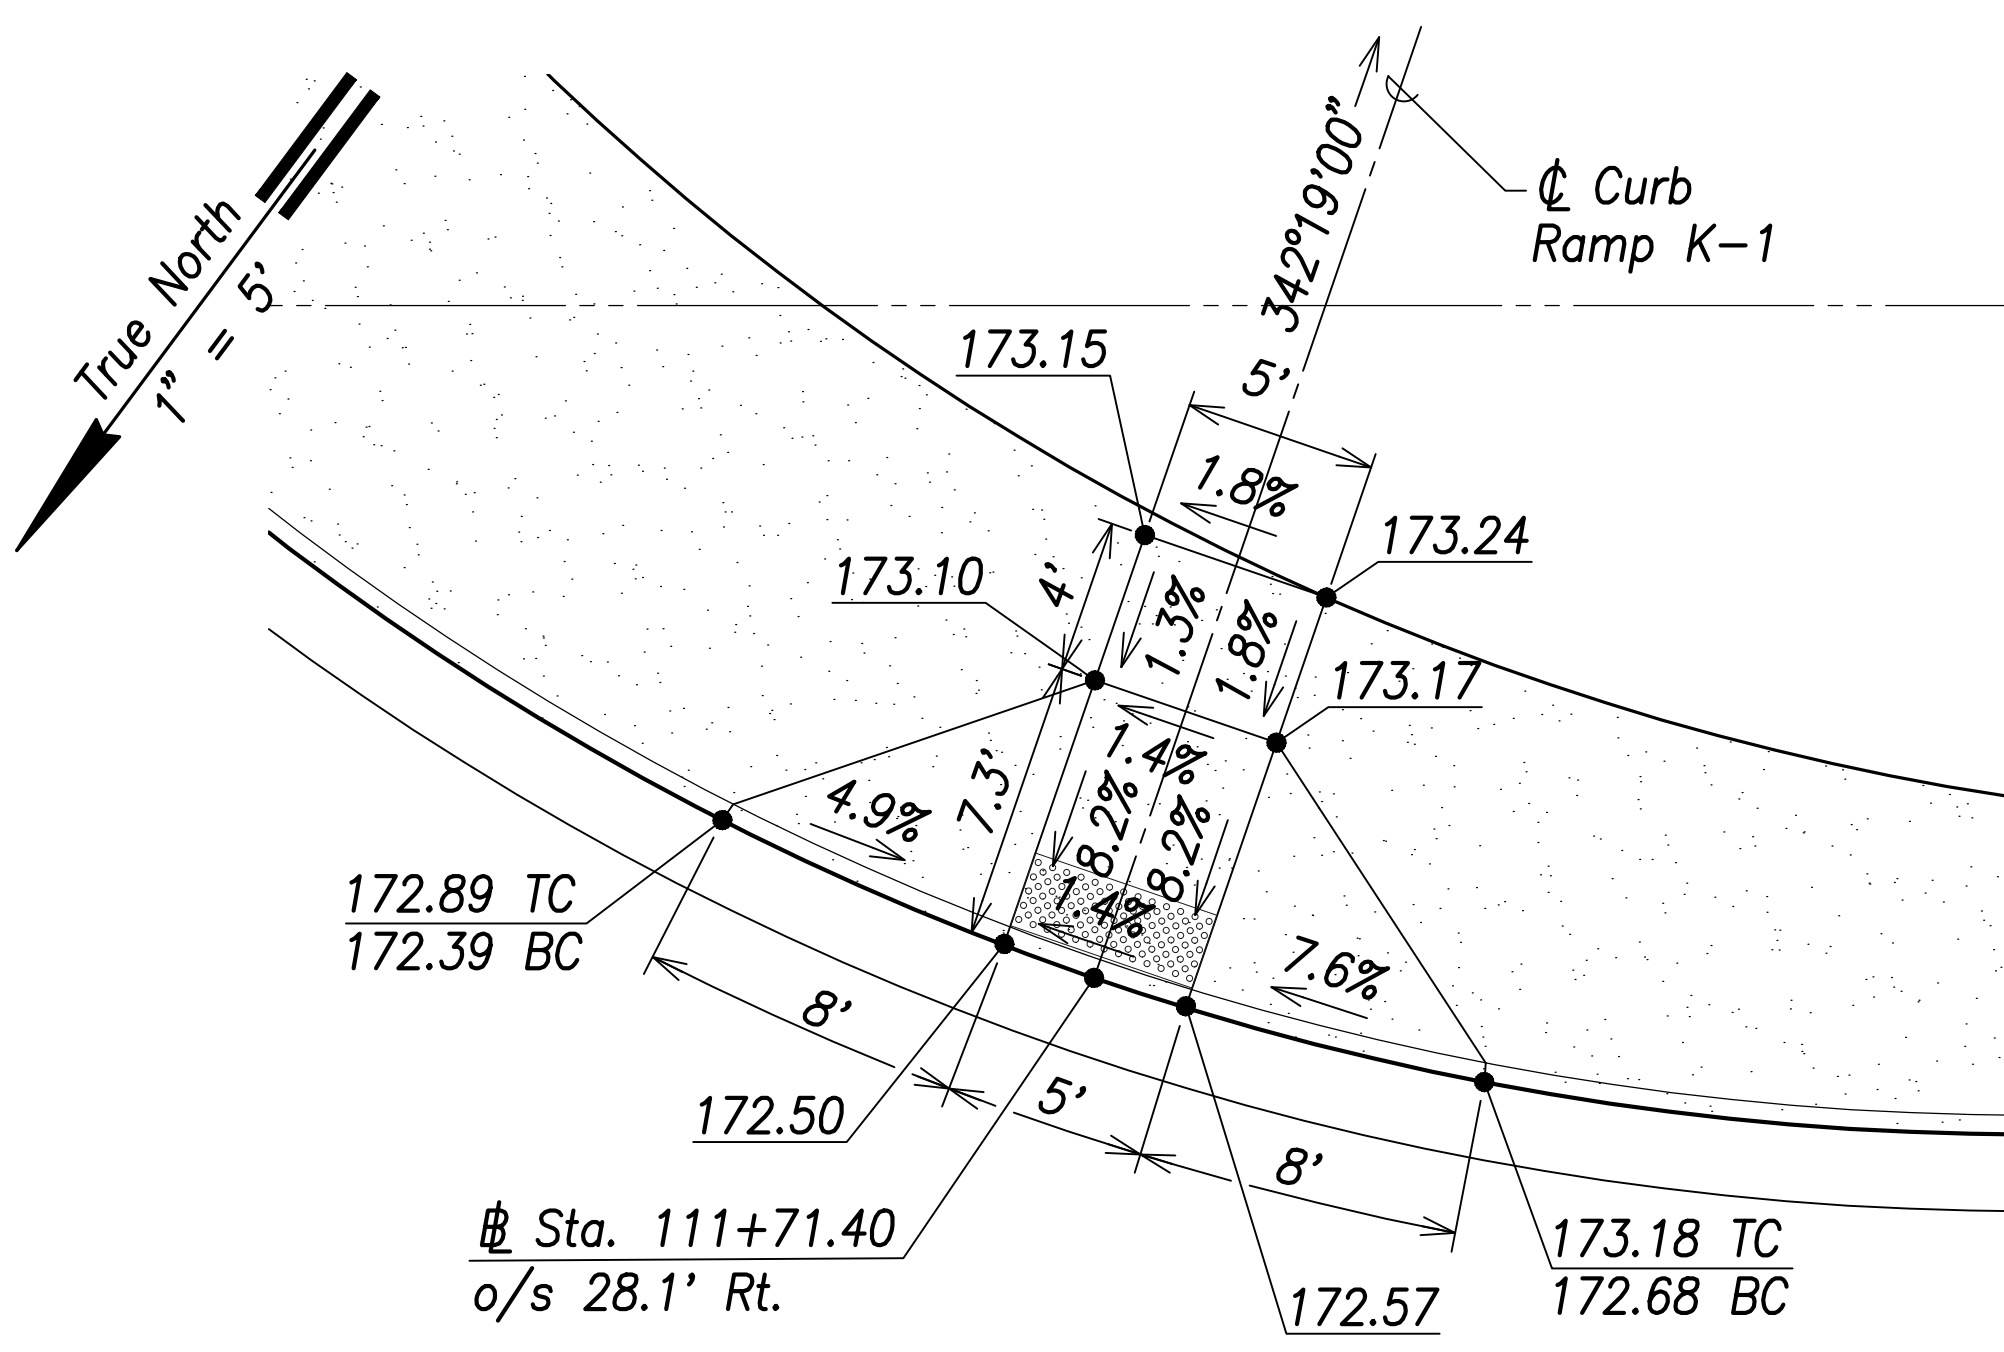 True North
1" = 5'
342°19'00"
℄ Curb
Ramp K-1
173.15
5'
1.8%
173.24
173.10
4'
1.3%
1.8%
173.17
1.4%
7.3'
8.2%
8.2%
4.9%
1.4%
7.6%
172.89 TC
172.39 BC
8'
172.50
5'
8'
BL Sta. 111+71.40
o/s 28.1' Rt.
173.18 TC
172.68 BC
172.57